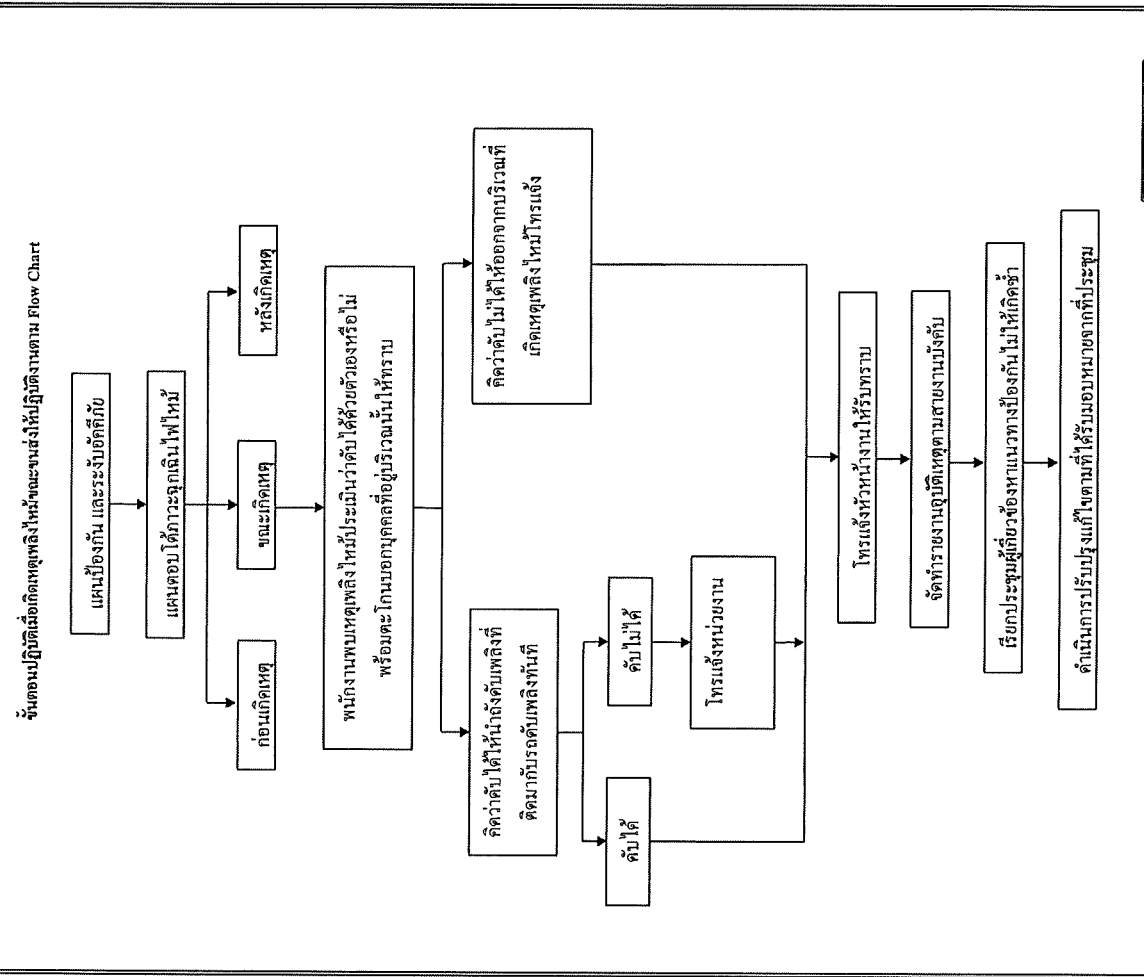 ขั้นตอนปฏิบัติเมื่อเกิดเหตุเพลิงไหม้ขณะขนส่งให้ปฏิบัติงานตาม Flow Chart
แผนป้องกัน และระงับอัคคีภัย
แผนตอบโต้ภาวะฉุกเฉินไฟไหม้
ก่อนเกิดเหตุ
ขณะเกิดเหตุ
หลังเกิดเหตุ
พนักงานพบเหตุเพลิงไหม้ประเมินว่าดับได้ด้วยตัวเองหรือไม่
พร้อมตะโกนบอกบุคคลที่อยู่บริเวณนั้นให้ทราบ
คิดว่าดับได้ให้นำถังดับเพลิงที่
ติดมากับรถดับเพลิงทันที
คิดว่าดับไม่ได้ให้ออกจากบริเวณที่
เกิดเหตุเพลิงไหม้โทรแจ้ง
ดับได้
ดับไม่ได้
โทรแจ้งหน่วยงาน
โทรแจ้งหัวหน้างานให้รับทราบ
จัดทำรายงานอุบัติเหตุตามสายงานบังคับ
เรียกประชุมผู้เกี่ยวข้องหาแนวทางป้องกันไม่ให้เกิดซ้ำ
ดำเนินการปรับปรุงแก้ไขตามที่ได้รับมอบหมายจากที่ประชุม